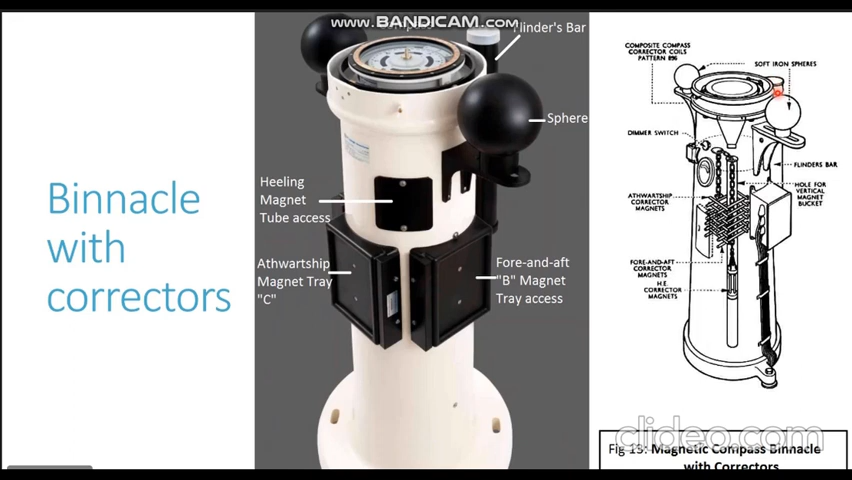 www.BANDICAM.com
Binnacle
with
correctors
Flinder's Bar
Sphere
Heeling
Magnet
Tube access
Athwartship
Magnet Tray
"C"
Fore-and-aft
"B" Magnet
Tray access
COMPOSITE COMPASS
CORRECTOR COILS
PATTERN 896
SOFT IRON SPHERES
DIMMER SWITCH
FLINDERS BAR
HOLE FOR
VERTICAL
MAGNET
BUCKET
ATHWARTSHIP
CORRECTOR
MAGNETS
FORE-AND-AFT
CORRECTOR
MAGNETS
H.E.
CORRECTOR
MAGNETS
clideo.com
Fig 13: Magnetic Compass Binnacle
with Correctors